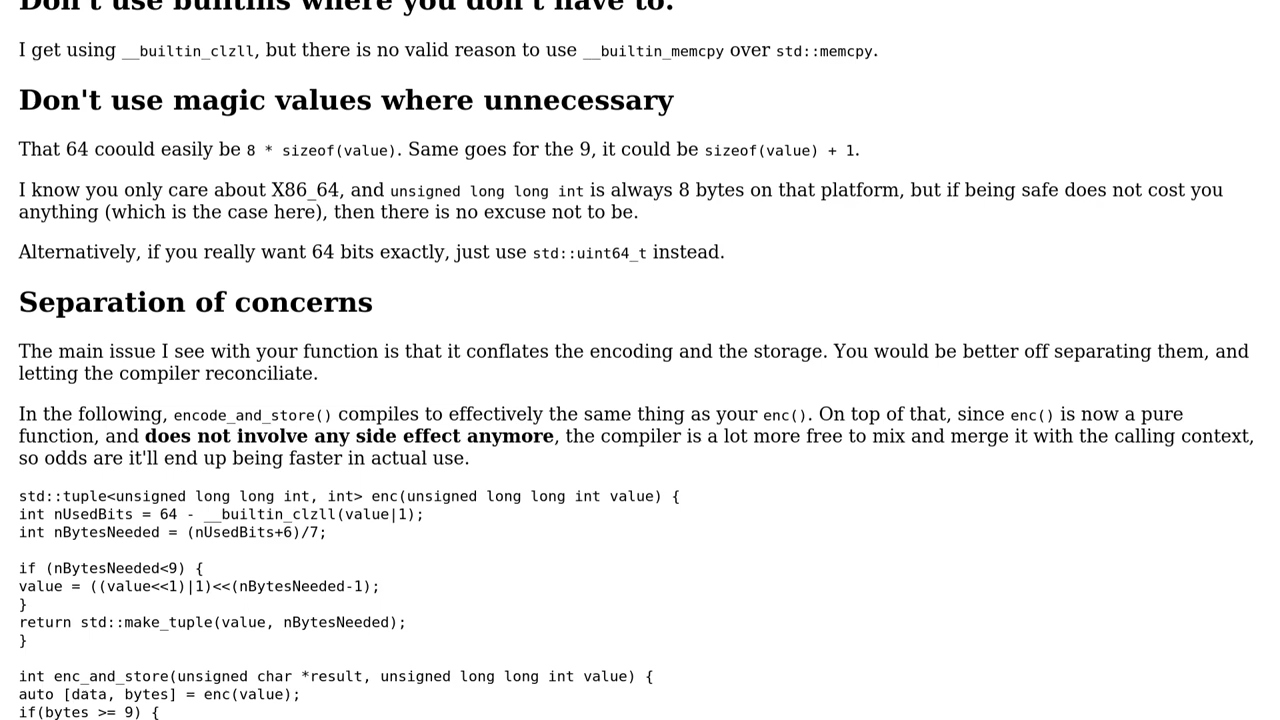 Don't use builtins where you don't have to.
I get using __builtin_clzll, but there is no valid reason to use __builtin_memcpy over std::memcpy.
Don't use magic values where unnecessary
That 64 coould easily be 8 * sizeof(value). Same goes for the 9, it could be sizeof(value) + 1.
I know you only care about X86_64, and unsigned long long int is always 8 bytes on that platform, but if being safe does not cost you
anything (which is the case here), then there is no excuse not to be.
Alternatively, if you really want 64 bits exactly, just use std::uint64_t instead.
Separation of concerns
The main issue I see with your function is that it conflates the encoding and the storage. You would be better off separating them, and
letting the compiler reconciliate.
In the following, encode_and_store() compiles to effectively the same thing as your enc(). On top of that, since enc() is now a pure
function, and does not involve any side effect anymore, the compiler is a lot more free to mix and merge it with the calling context,
so odds are it'll end up being faster in actual use.
std::tuple<unsigned long long int, int> enc(unsigned long long int value) {
int nUsedBits = 64 - __builtin_clzll(value|1);
int nBytesNeeded = (nUsedBits+6)/7;
if (nBytesNeeded<9) {
value = ((value<<1)|1)<<(nBytesNeeded-1);
}
return std::make_tuple(value, nBytesNeeded);
}
int enc_and_store(unsigned char *result, unsigned long long int value) {
auto [data, bytes] = enc(value);
if(bytes >= 9) {